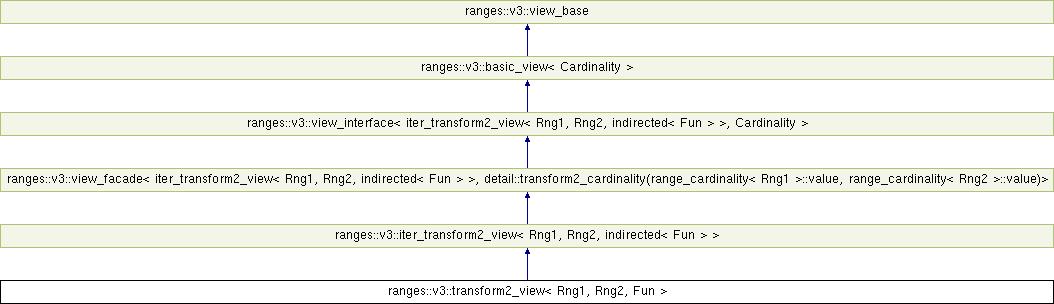 ranges::v3::view_base
ranges::v3::basic_view< Cardinality >
ranges::v3::view_interface< iter_transform2_view< Rng1, Rng2, indirected< Fun > >, Cardinality >
ranges::v3::view_facade< iter_transform2_view< Rng1, Rng2, indirected< Fun > >, detail::transform2_cardinality(range_cardinality< Rng1 >::value, range_cardinality< Rng2 >::value)>
ranges::v3::iter_transform2_view< Rng1, Rng2, indirected< Fun > >
ranges::v3::transform2_view< Rng1, Rng2, Fun >